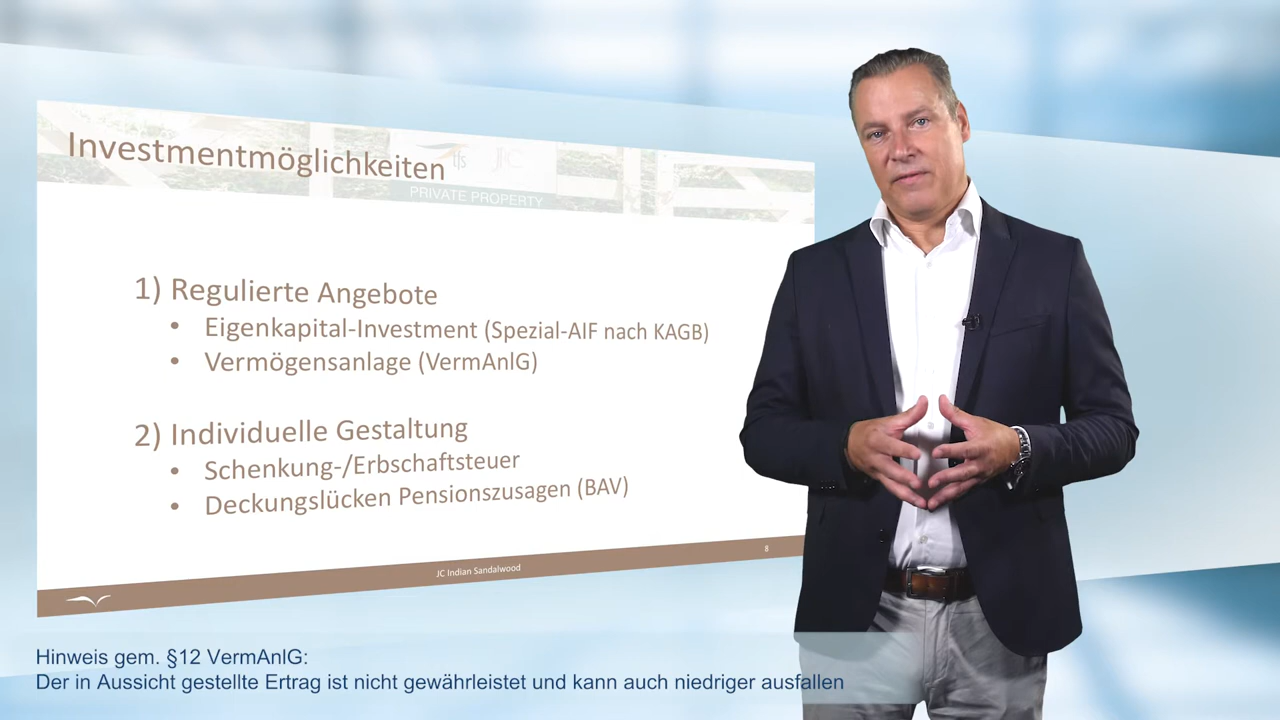 Investmentmöglichkeiten
tfs JC
PRIVATE PROPERTY
1) Regulierte Angebote
• Eigenkapital-Investment (Spezial-AIF nach KAGB)
• Vermögensanlage (VermAnlG)
2) Individuelle Gestaltung
• Schenkung-/Erbschaftsteuer
• Deckungslücken Pensionszusagen (BAV)
8
JC Indian Sandalwood
Hinweis gem. §12 VermAnlG:
Der in Aussicht gestellte Ertrag ist nicht gewährleistet und kann auch niedriger ausfallen